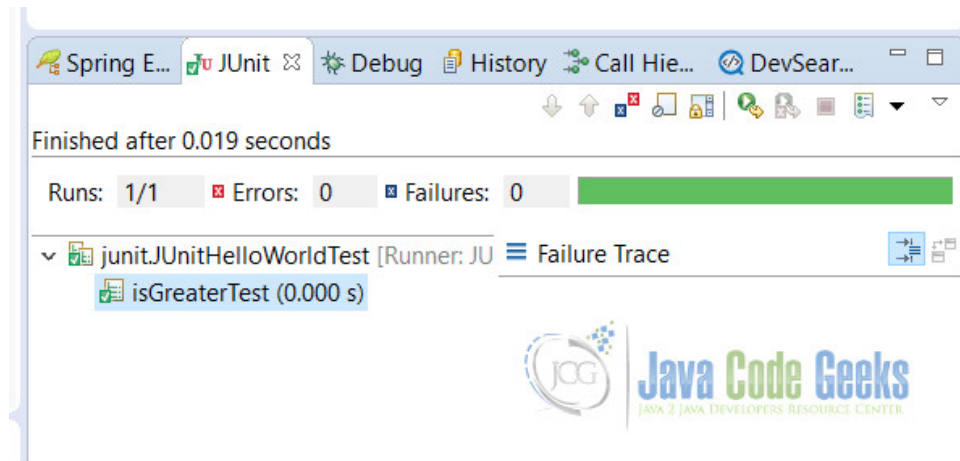 Spring E... JUnit Debug History Call Hie... DevSear...
Finished after 0.019 seconds
Runs: 1/1 Errors: 0 Failures: 0
junit.JUnitHelloWorldTest [Runner: JU
Failure Trace
isGreaterTest (0.000 s)
JCG
Java Code Geeks
JAVA 2 JAVA DEVELOPERS RESOURCE CENTER